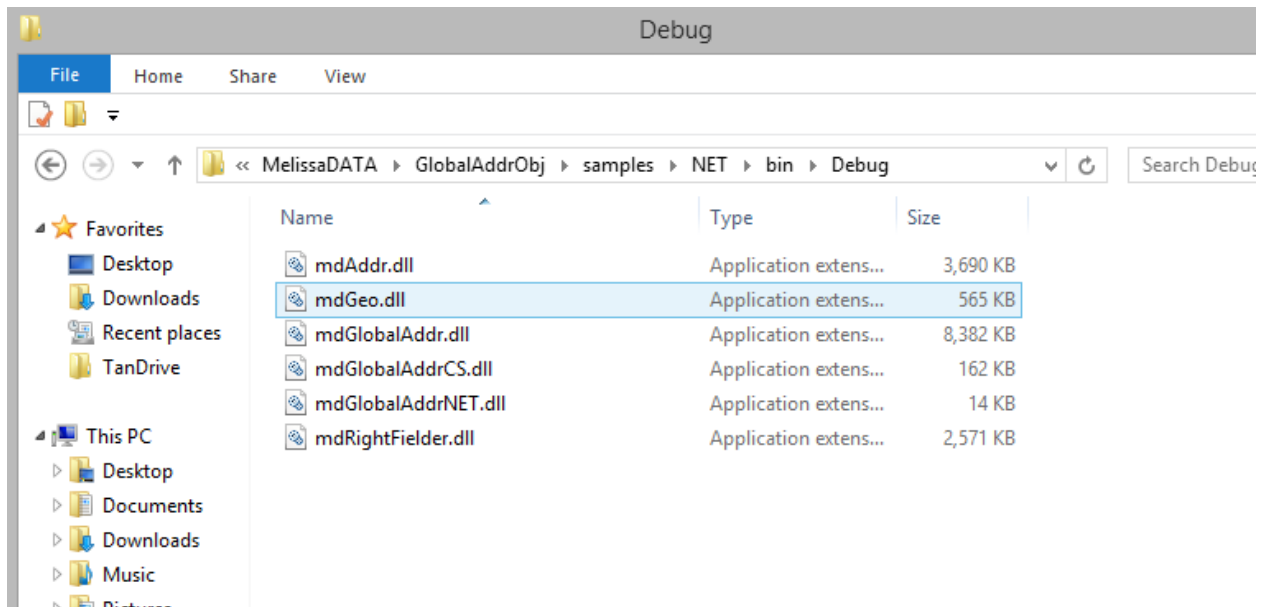 Debug
File Home Share View
« MelissaDATA GlobalAddrObj samples NET bin Debug Search Debug
Name Type Size
Favorites
Desktop
Downloads
Recent places
TanDrive
This PC
Desktop
Documents
Downloads
Music
Pictures
mdAddr.dll Application extens... 3,690 KB
mdGeo.dll Application extens... 565 KB
mdGlobalAddr.dll Application extens... 8,382 KB
mdGlobalAddrCS.dll Application extens... 162 KB
mdGlobalAddrNET.dll Application extens... 14 KB
mdRightFielder.dll Application extens... 2,571 KB